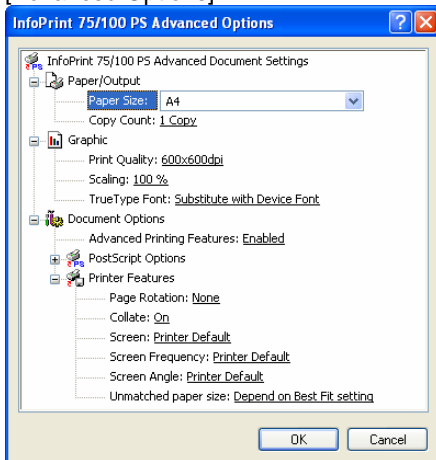 InfoPrint 75/100 PS Advanced Options
InfoPrint 75/100 PS Advanced Document Settings
Paper/Output
Paper Size: A4
Copy Count: 1 Copy
Graphic
Print Quality: 600x600dpi
Scaling: 100 %
TrueType Font: Substitute with Device Font
Document Options
Advanced Printing Features: Enabled
PostScript Options
Printer Features
Page Rotation: None
Collate: On
Screen: Printer Default
Screen Frequency: Printer Default
Screen Angle: Printer Default
Unmatched paper size: Depend on Best Fit setting
OK Cancel